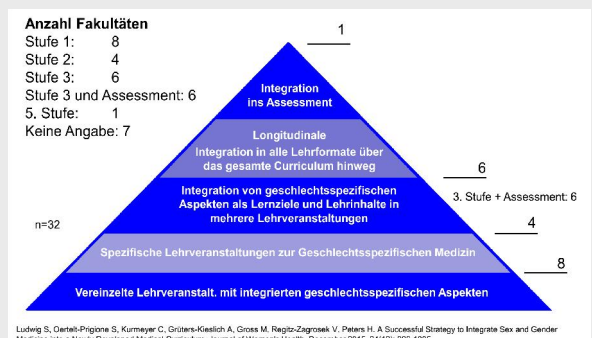 Anzahl Fakultäten
Stufe 1: 8
Stufe 2: 4
Stufe 3: 6
Stufe 3 und Assessment: 6
5. Stufe: 1
Keine Angabe: 7
1
Integration
ins Assessment
Longitudinale
Integration in alle Lehrformate über
das gesamte Curriculum hinweg
6
Integration von geschlechtsspezifischen
Aspekten als Lernziele und Lehrinhalte in
mehrere Lehrveranstaltungen
3. Stufe + Assessment: 6
n=32
4
Spezifische Lehrveranstaltungen zur Geschlechtsspezifischen Medizin
8
Vereinzelte Lehrveranstalt. mit integrierten geschlechtsspezifischen Aspekten
Ludwig S, Oertelt-Prigione S, Kurmeyer C, Grüters-Kieslich A, Gross M, Regitz-Zagrosek V, Peters H. A Successful Strategy to Integrate Sex and Gender